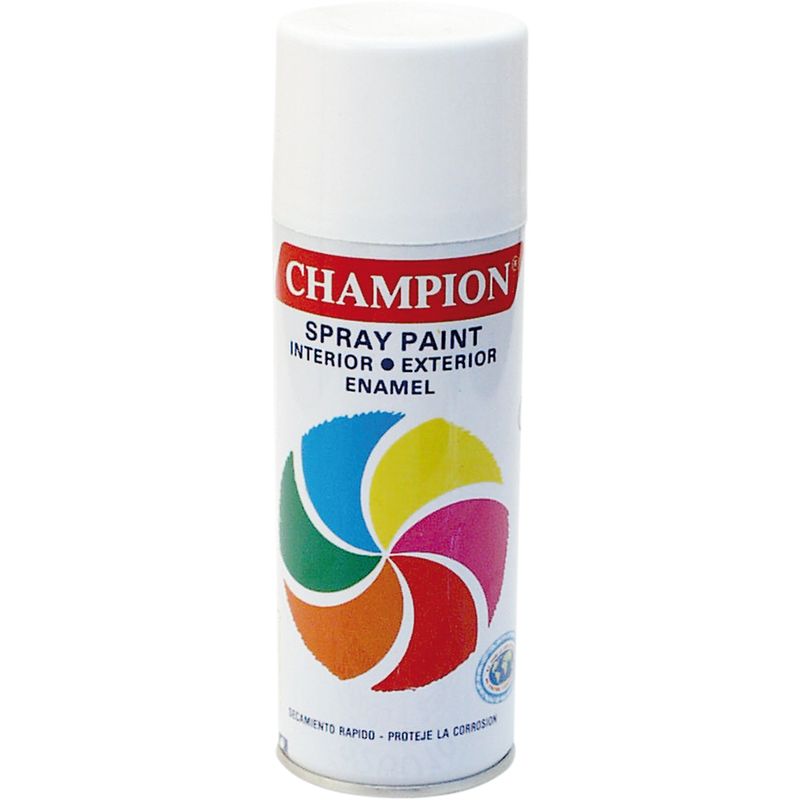 CHAMPION®
SPRAY PAINT
INTERIOR • EXTERIOR
ENAMEL
SECAMIENTO RAPIDO - PROTEJE LA CORROSION